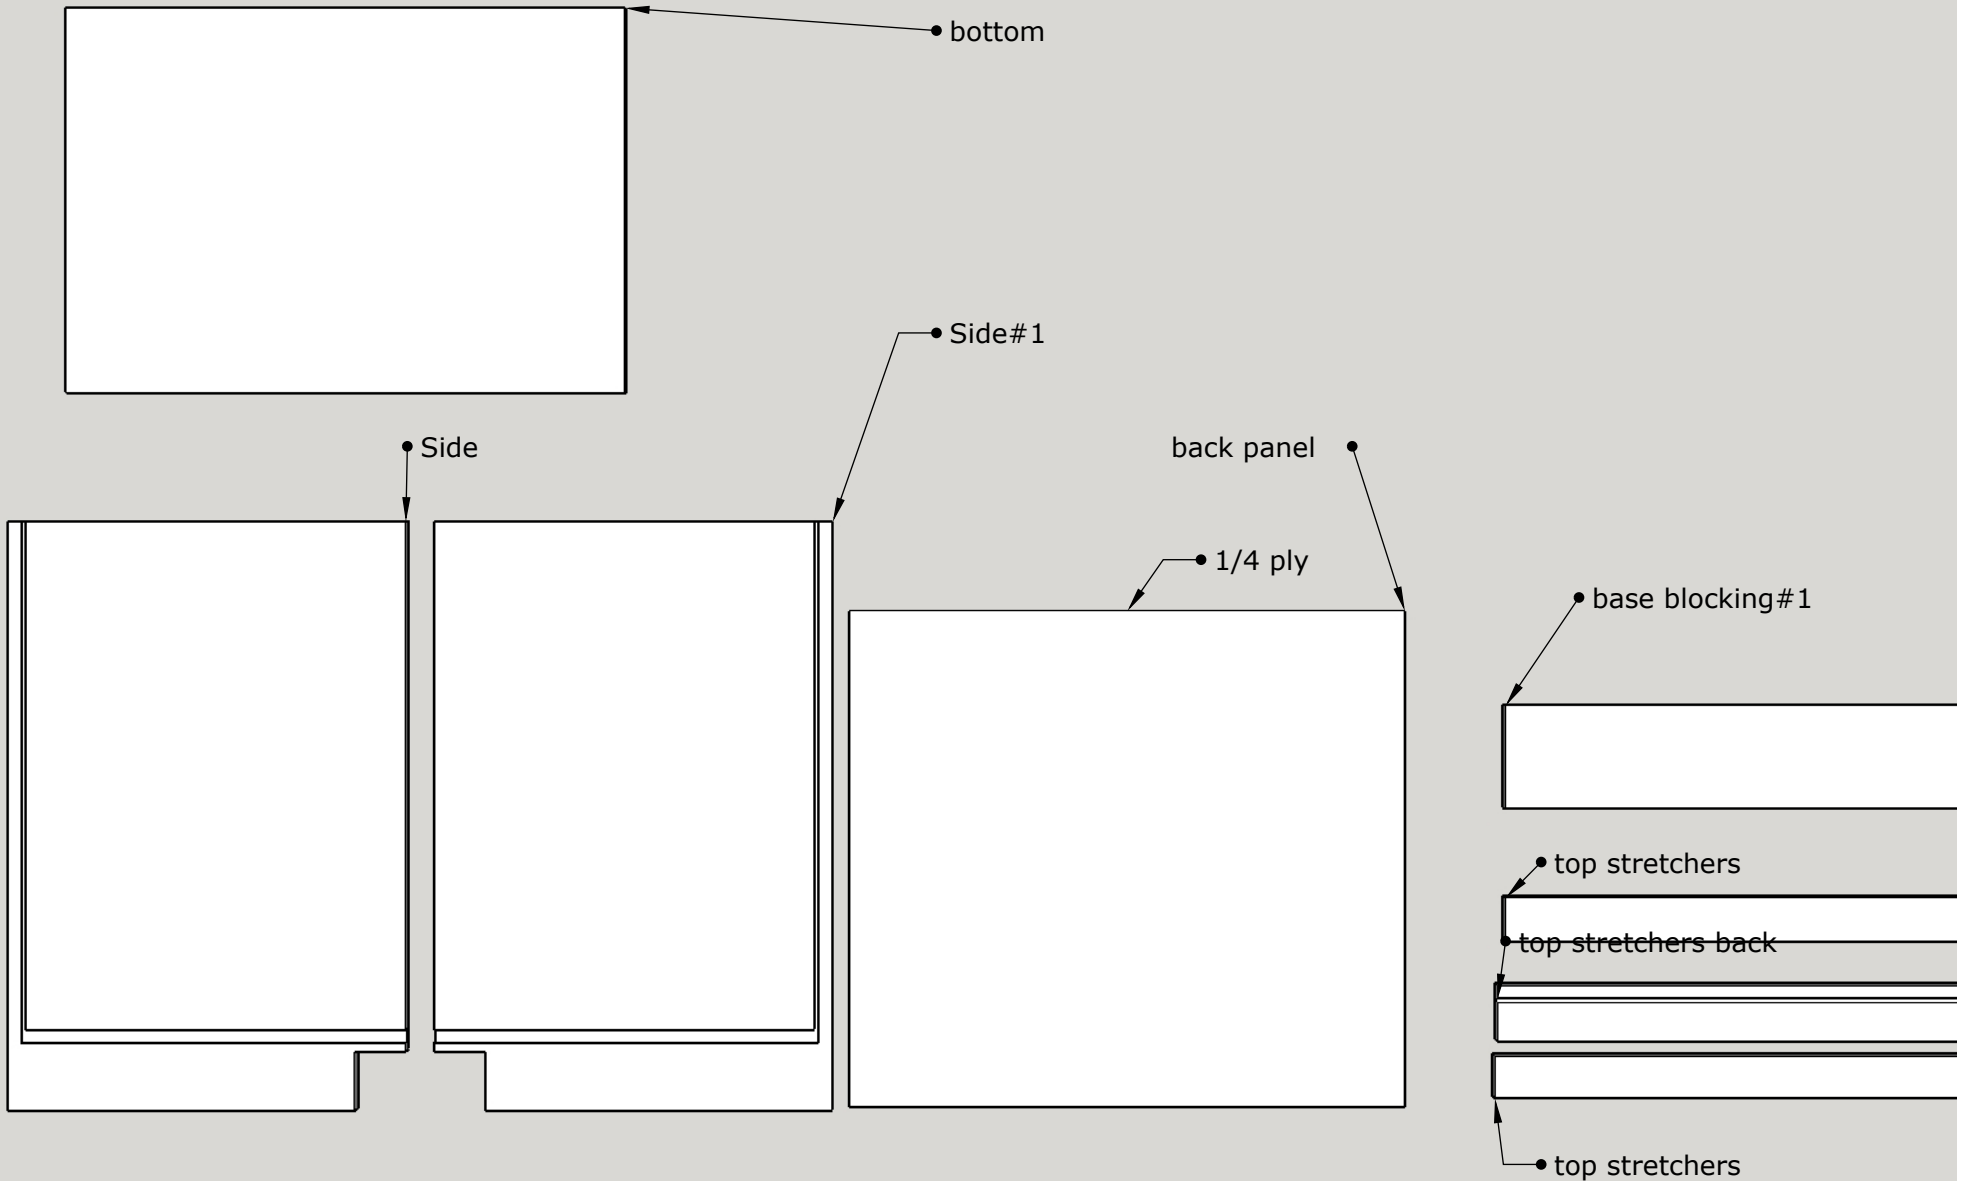 bottom
Side#1
Side
back panel
1/4 ply
base blocking#1
top stretchers
top stretchers back
top stretchers